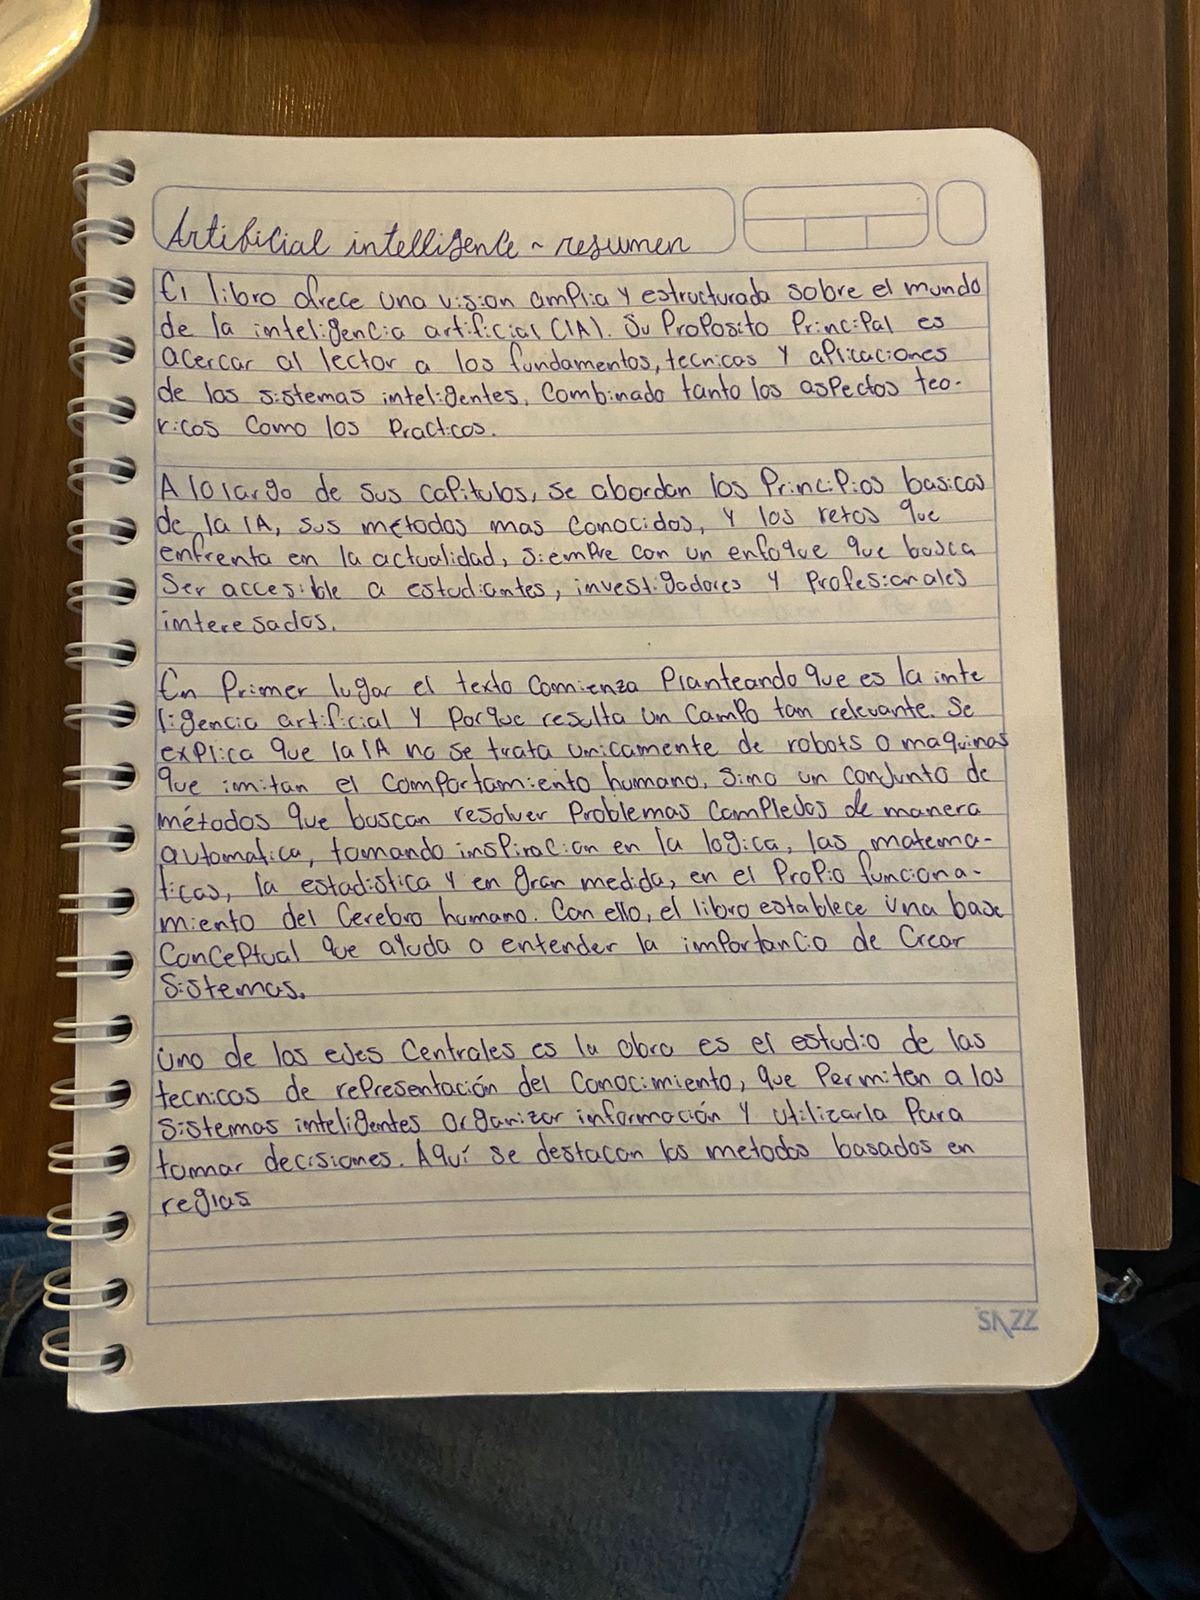 Artificial intelligence ~ resumen
El libro ofrece una vision amplia y estructurada sobre el mundo
de la inteligencia artificial (IA). Su Proposito Principal es
acercar al lector a los fundamentos, tecnicas y aplicaciones
de los sistemas inteligentes, Combinado tanto los aspectos teo-
ricos Como los Practicos.
A lo largo de sus capitulos, se abordan los Principios basicos
de la IA, sus metodos mas conocidos, y los retos que
enfrenta en la actualidad, siempre con un enfoque que busca
Ser accesible a estudiantes, investigadores y Profesionales
interesados.
En Primer lugar el texto Comienza Planteando que es la inte
ligencia artificial y Porque resulta un Campo tan relevante. Se
explica que la IA no se trata unicamente de robots o maquinas
que imitan el Comportamiento humano, Sino un conjunto de
métodos que buscan resolver Problemas Complejos de manera
automatica, tomando inspiracion en la logica, las matema-
ticas, la estadistica y en gran medida, en el Propio funciona-
miento del Cerebro humano. Con ello, el libro establece una base
Conceptual que ayuda a entender la importancia de Crear
Sistemas.
Uno de los ejes Centrales es la obra es el estudio de las
tecnicas de representación del Conocimiento, que Permiten a los
sistemas inteligentes organizar información y utilizarla Para
tomar decisiones. Aquí se destacan los metodos basados en
reglas
SAZZ